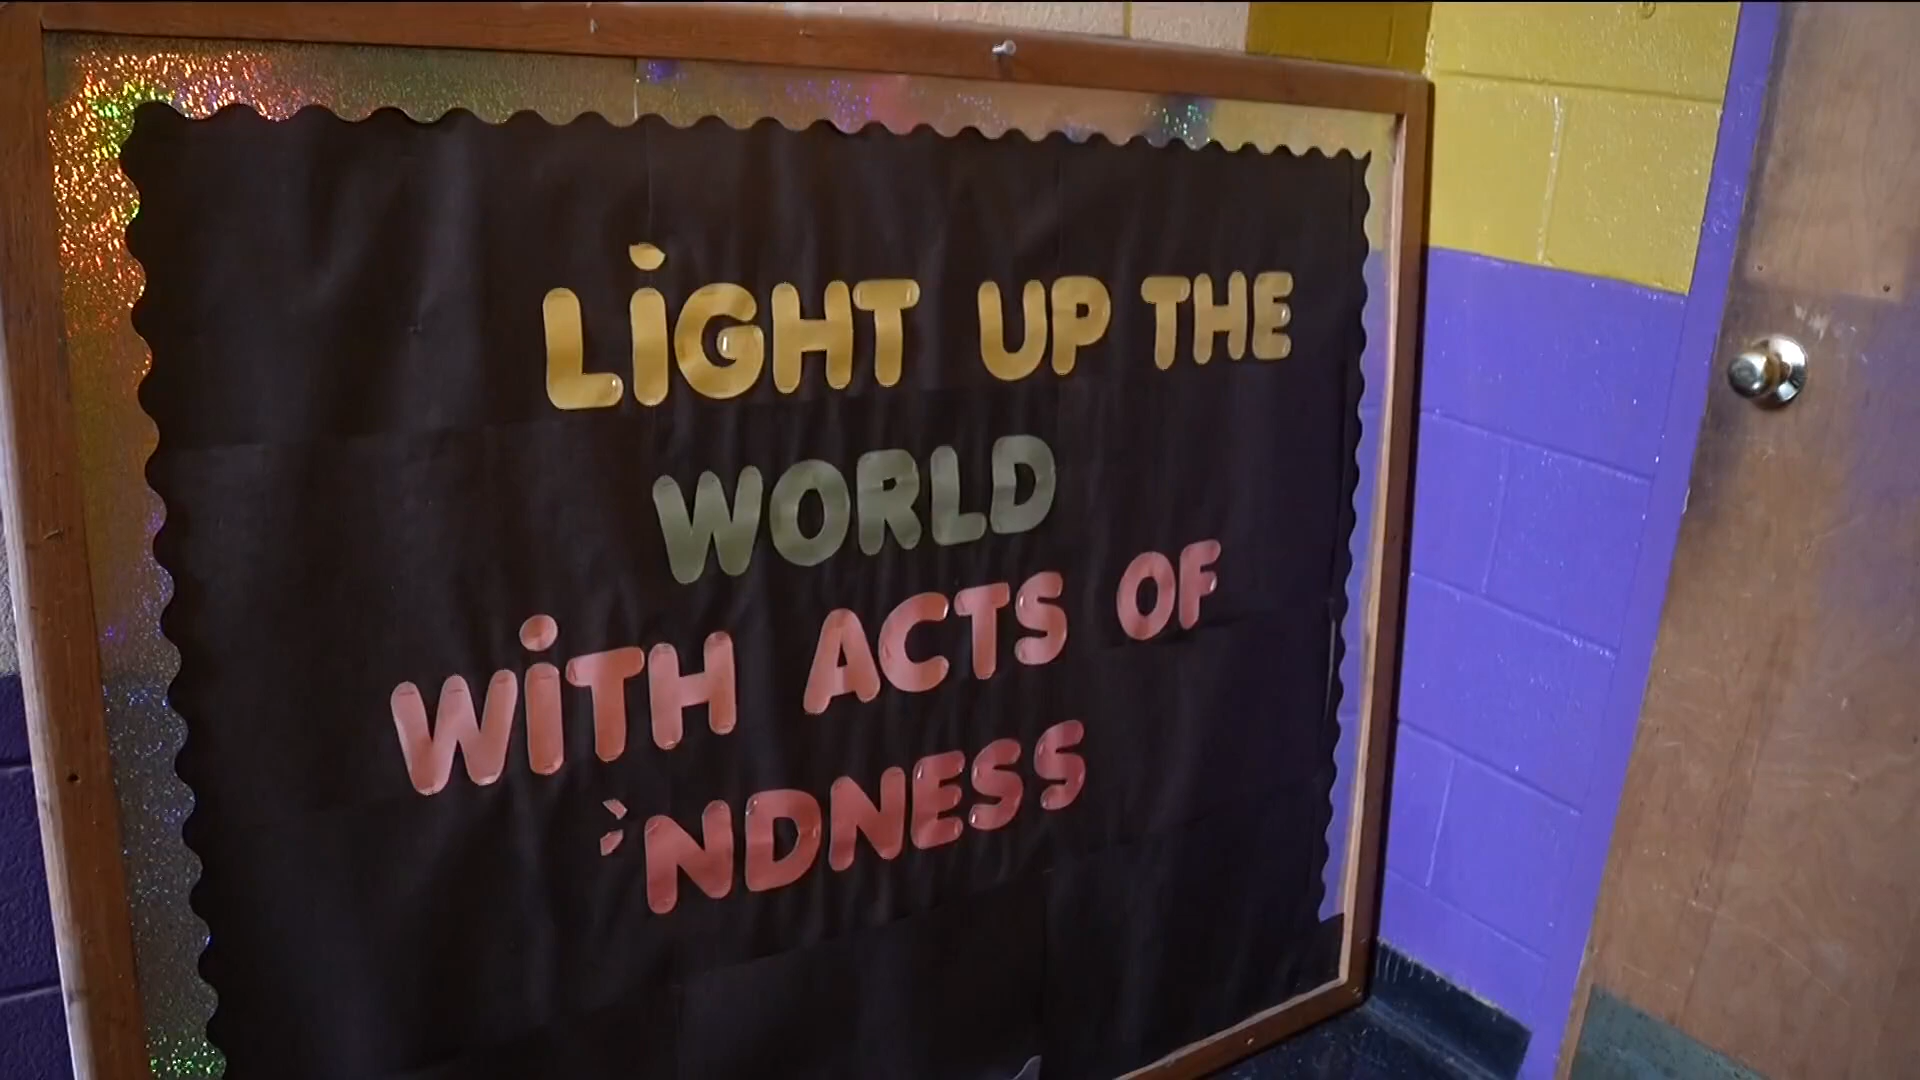 LiGHT UP THE
WORLD
WiTH ACTS OF
NDNESS